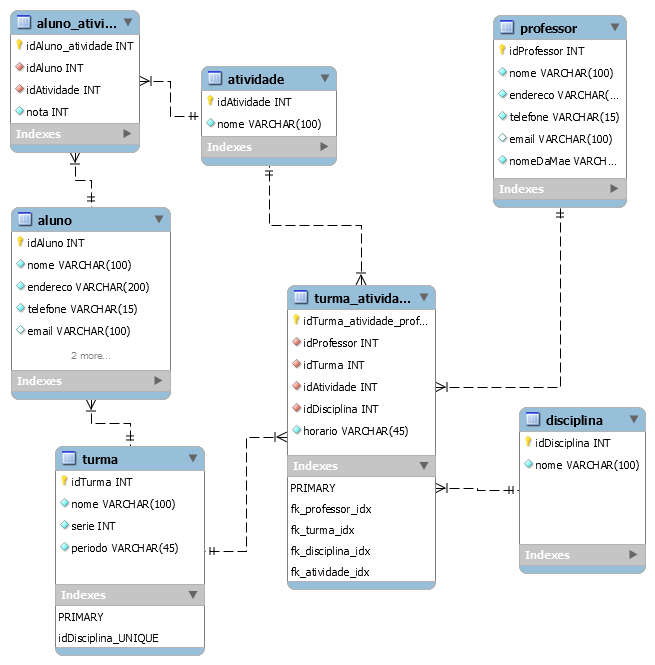 aluno_ativi...
idAluno_atividade INT
idAluno INT
idAtividade INT
nota INT
Indexes
atividade
idAtividade INT
nome VARCHAR(100)
Indexes
professor
idProfessor INT
nome VARCHAR(100)
endereco VARCHAR(...
telefone VARCHAR(15)
email VARCHAR(100)
nomeDaMae VARCH...
Indexes
aluno
idAluno INT
nome VARCHAR(100)
endereco VARCHAR(200)
telefone VARCHAR(15)
email VARCHAR(100)
2 more...
Indexes
turma_ativida...
idTurma_atividade_prof...
idProfessor INT
idTurma INT
idAtividade INT
idDisciplina INT
horario VARCHAR(45)
Indexes
PRIMARY
fk_professor_idx
fk_turma_idx
fk_disciplina_idx
fk_atividade_idx
disciplina
idDisciplina INT
nome VARCHAR(100)
Indexes
turma
idTurma INT
nome VARCHAR(100)
serie INT
periodo VARCHAR(45)
Indexes
PRIMARY
idDisciplina_UNIQUE